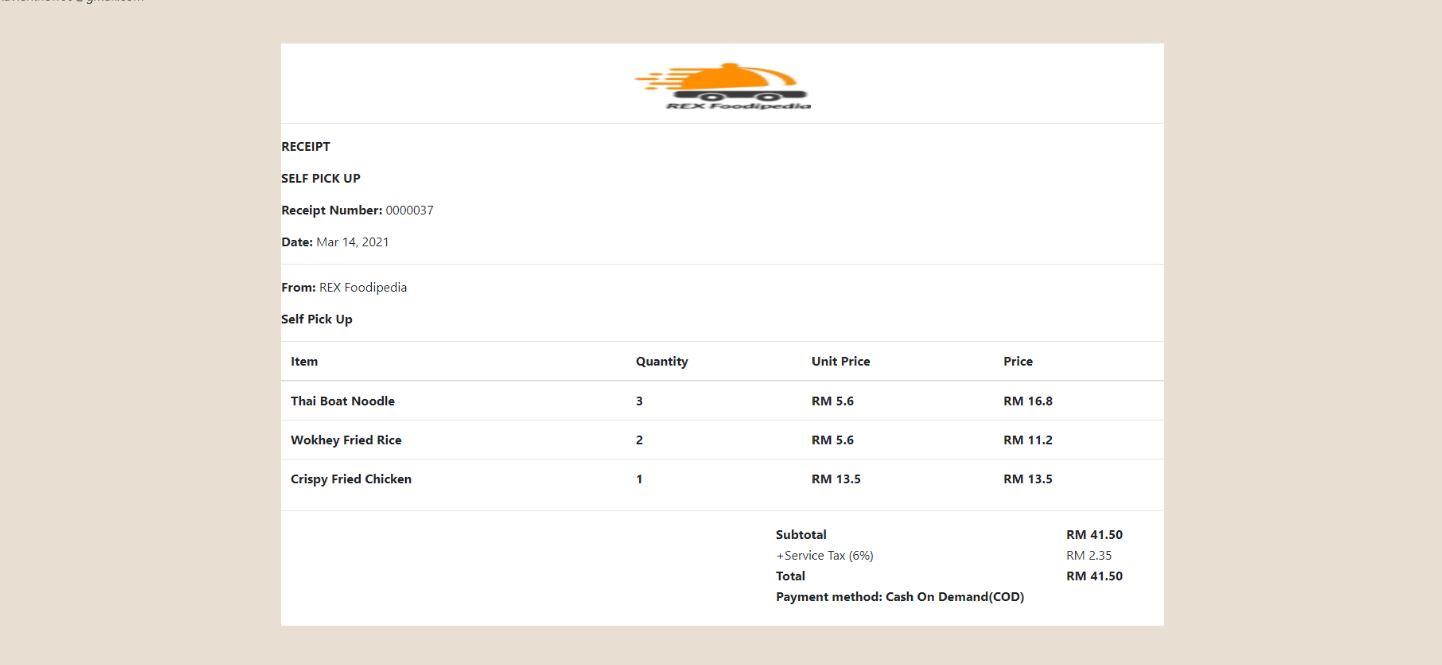 REX Foodipedia
RECEIPT
SELF PICK UP
Receipt Number: 0000037
Date: Mar 14, 2021
From: REX Foodipedia
Self Pick Up
Item Quantity Unit Price Price
Thai Boat Noodle 3 RM 5.6 RM 16.8
Wokhey Fried Rice 2 RM 5.6 RM 11.2
Crispy Fried Chicken 1 RM 13.5 RM 13.5
Subtotal RM 41.50
+Service Tax (6%) RM 2.35
Total RM 41.50
Payment method: Cash On Demand(COD)